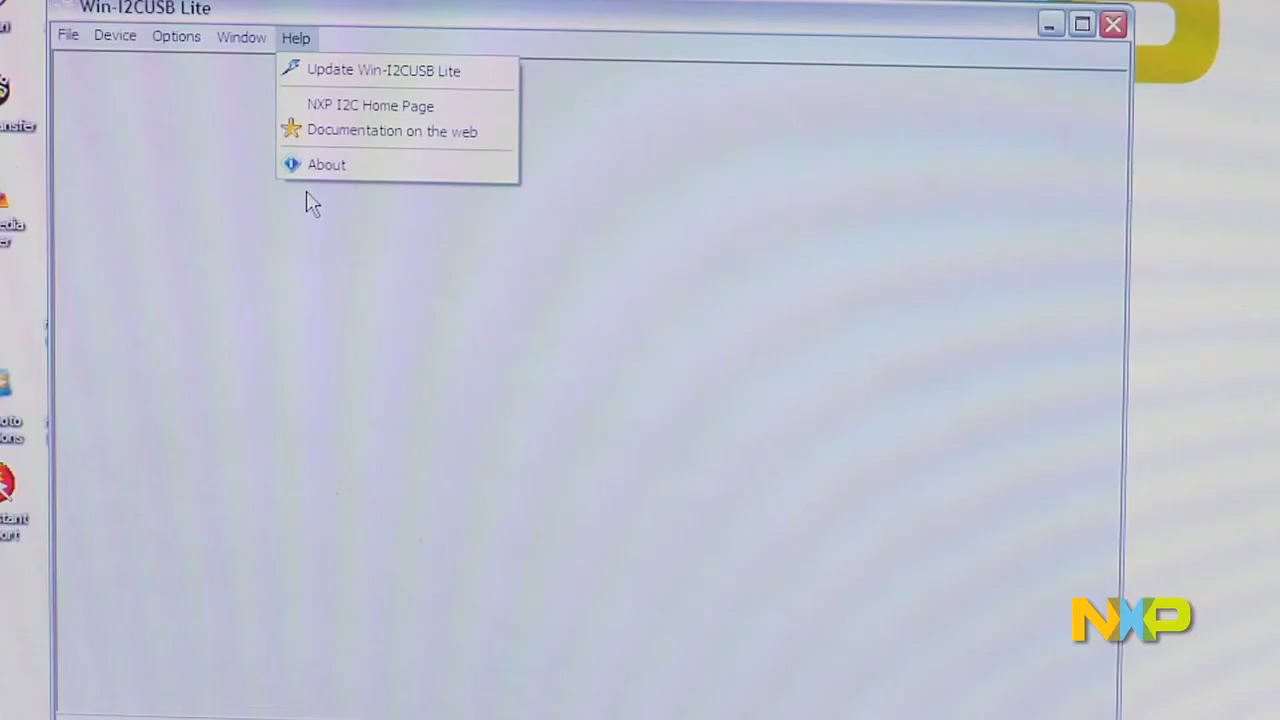 Win-I2CUSB Lite
File Device Options Window Help
Update Win-I2CUSB Lite
NXP I2C Home Page
Documentation on the web
About
NXP